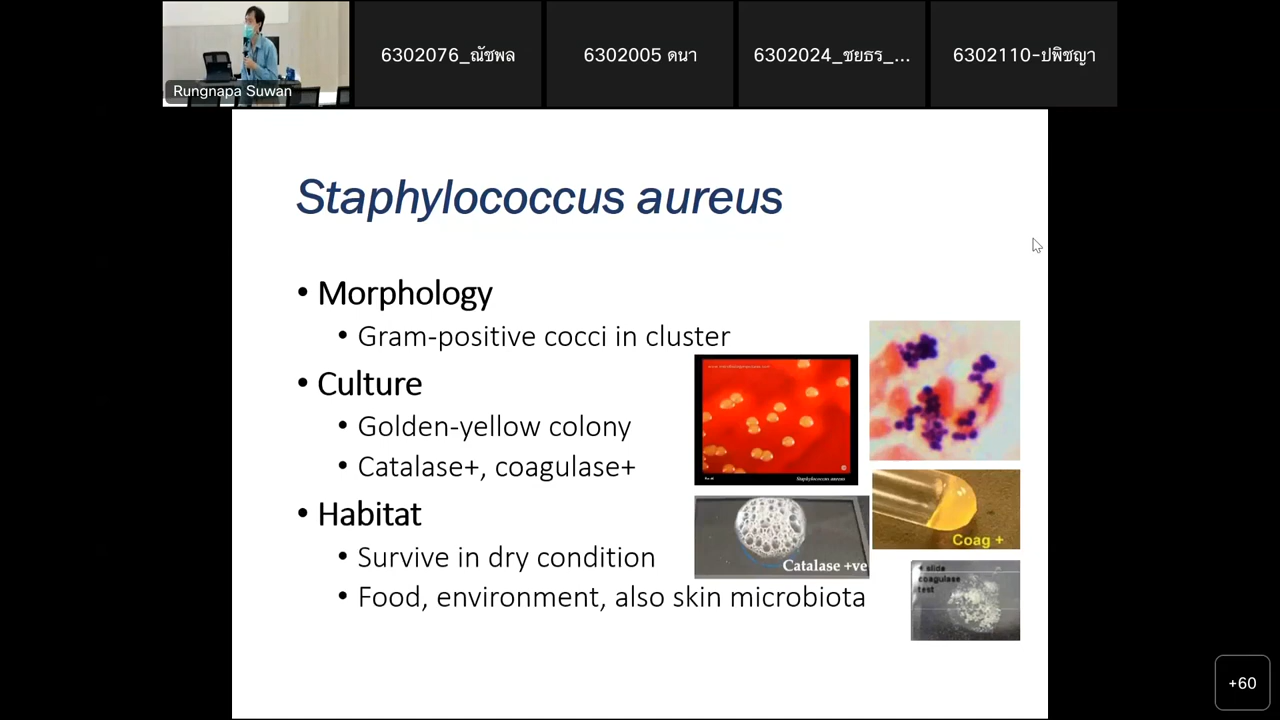 Rungnapa Suwan
6302076_ณัชพล
6302005 ดนา
6302024_ชยธร_...
6302110-ปพิชญา
Staphylococcus aureus
• Morphology
• Gram-positive cocci in cluster
• Culture
• Golden-yellow colony
• Catalase+, coagulase+
• Habitat
• Survive in dry condition
• Food, environment, also skin microbiota
Staphylococcus aureus
Coag +
Catalase +ve
slide
coagulase
test
+60